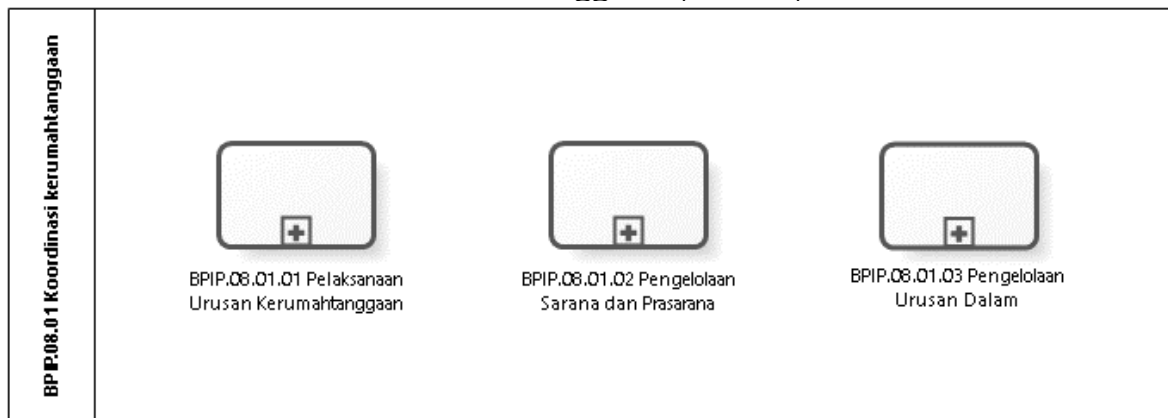 BPIP.08.01 Koordinasi kerumahtanggaan
BPIP.08.01.01 Pelaksanaan
Urusan Kerumahtanggaan
BPIP.08.01.02 Pengelolaan
Sarana dan Prasarana
BPIP.08.01.03 Pengelolaan
Urusan Dalam